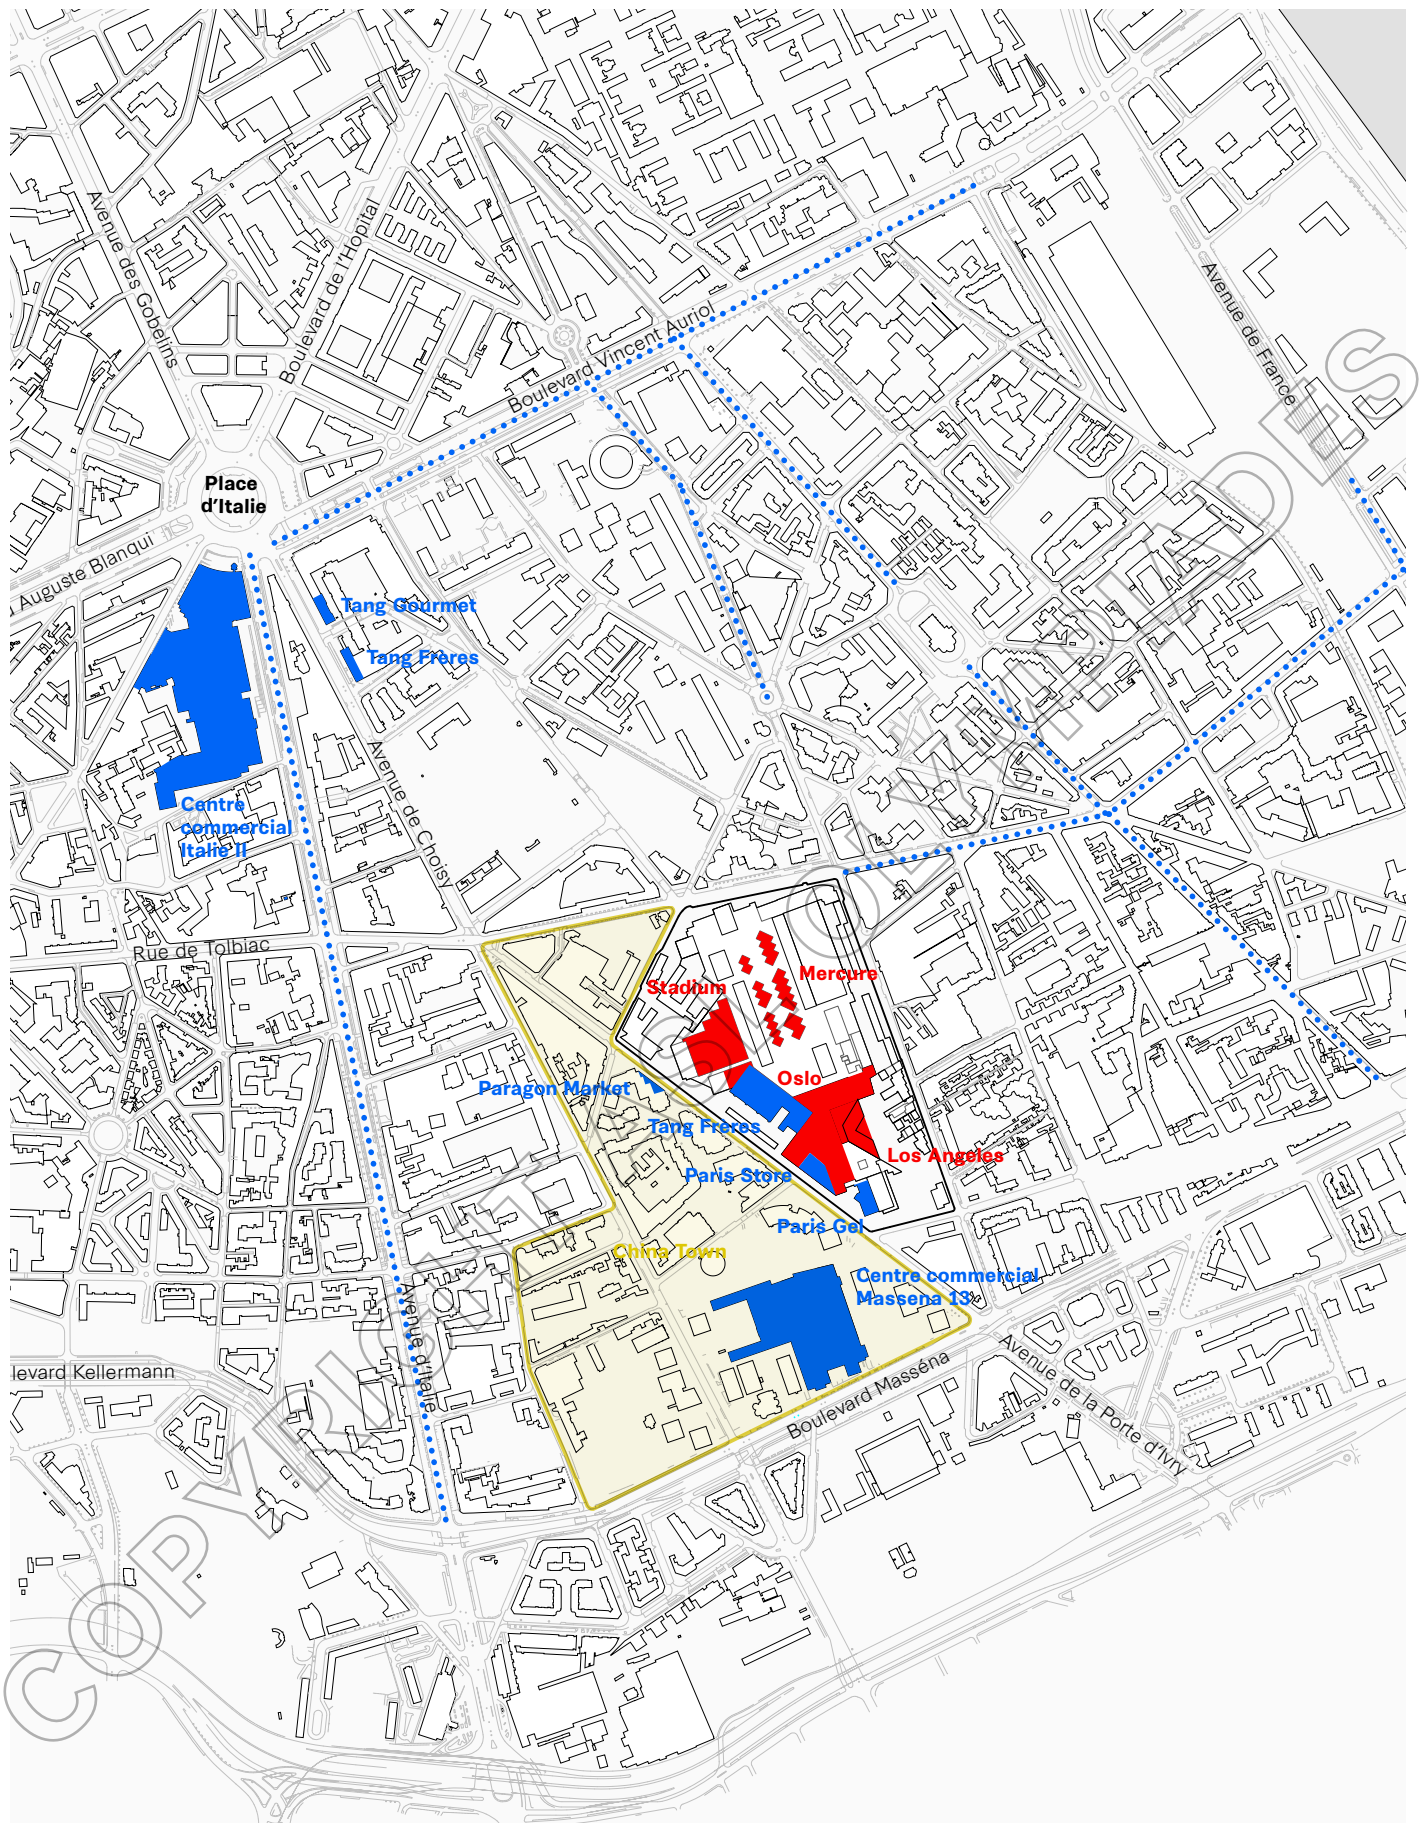 Avenue des Gobelins
Boulevard de l'Hopital
Boulevard Vincent Auriol
Avenue de France
Place
d'Italie
Auguste Blanqui
Tang Gourmet
Tang Frères
Avenue de Choisy
Centre
commercial
Italie II
Rue de Tolbiac
Mercure
Stadium
Oslo
Paragon Market
Tang Frères
Los Angeles
Paris Store
Paris Gel
China Town
Centre commercial
Massena 13
Avenue d'Italie
levard Kellermann
Boulevard Masséna
Avenue de la Porte d'Ivry
COPYRIGHT ASL OLYMPIADES